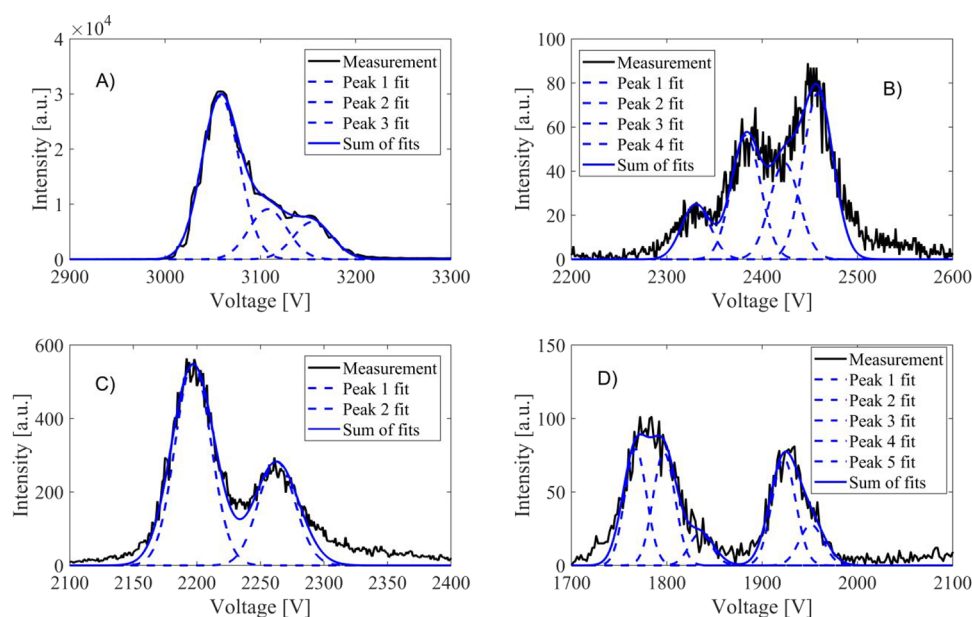 ×10⁴
4
3
2
1
0
2900 3000 3100 3200 3300
Voltage [V]
Intensity [a.u.]
A)
Measurement
Peak 1 fit
Peak 2 fit
Peak 3 fit
Sum of fits
100
80
60
40
20
0
2200 2300 2400 2500 2600
Voltage [V]
Intensity [a.u.]
B)
Measurement
Peak 1 fit
Peak 2 fit
Peak 3 fit
Peak 4 fit
Sum of fits
600
400
200
0
2100 2200 2300 2400
Voltage [V]
Intensity [a.u.]
C)
Measurement
Peak 1 fit
Peak 2 fit
Sum of fits
150
100
50
0
1700 1800 1900 2000 2100
Voltage [V]
Intensity [a.u.]
D)
Measurement
Peak 1 fit
Peak 2 fit
Peak 3 fit
Peak 4 fit
Peak 5 fit
Sum of fits